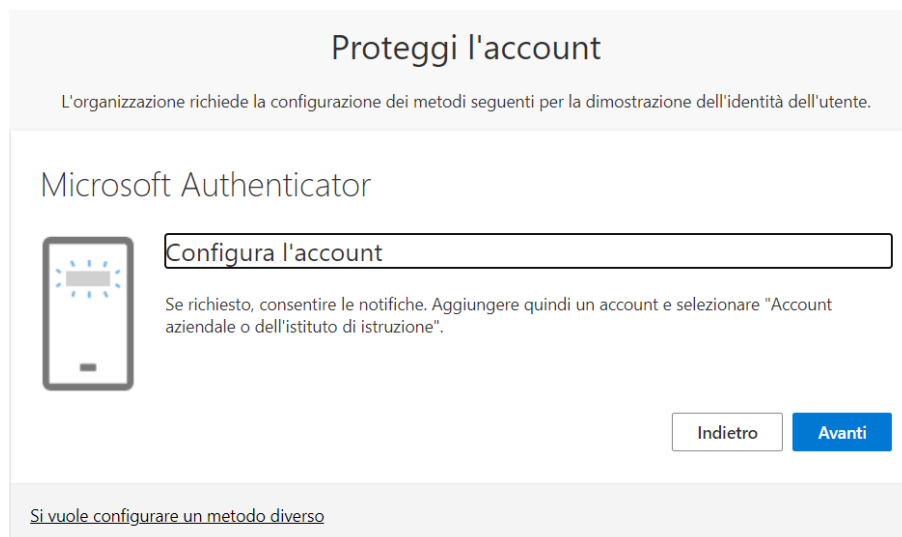 Proteggi l'account
L'organizzazione richiede la configurazione dei metodi seguenti per la dimostrazione dell'identità dell'utente.
Microsoft Authenticator
Configura l'account
Se richiesto, consentire le notifiche. Aggiungere quindi un account e selezionare "Account
aziendale o dell'istituto di istruzione".
Indietro
Avanti
Si vuole configurare un metodo diverso